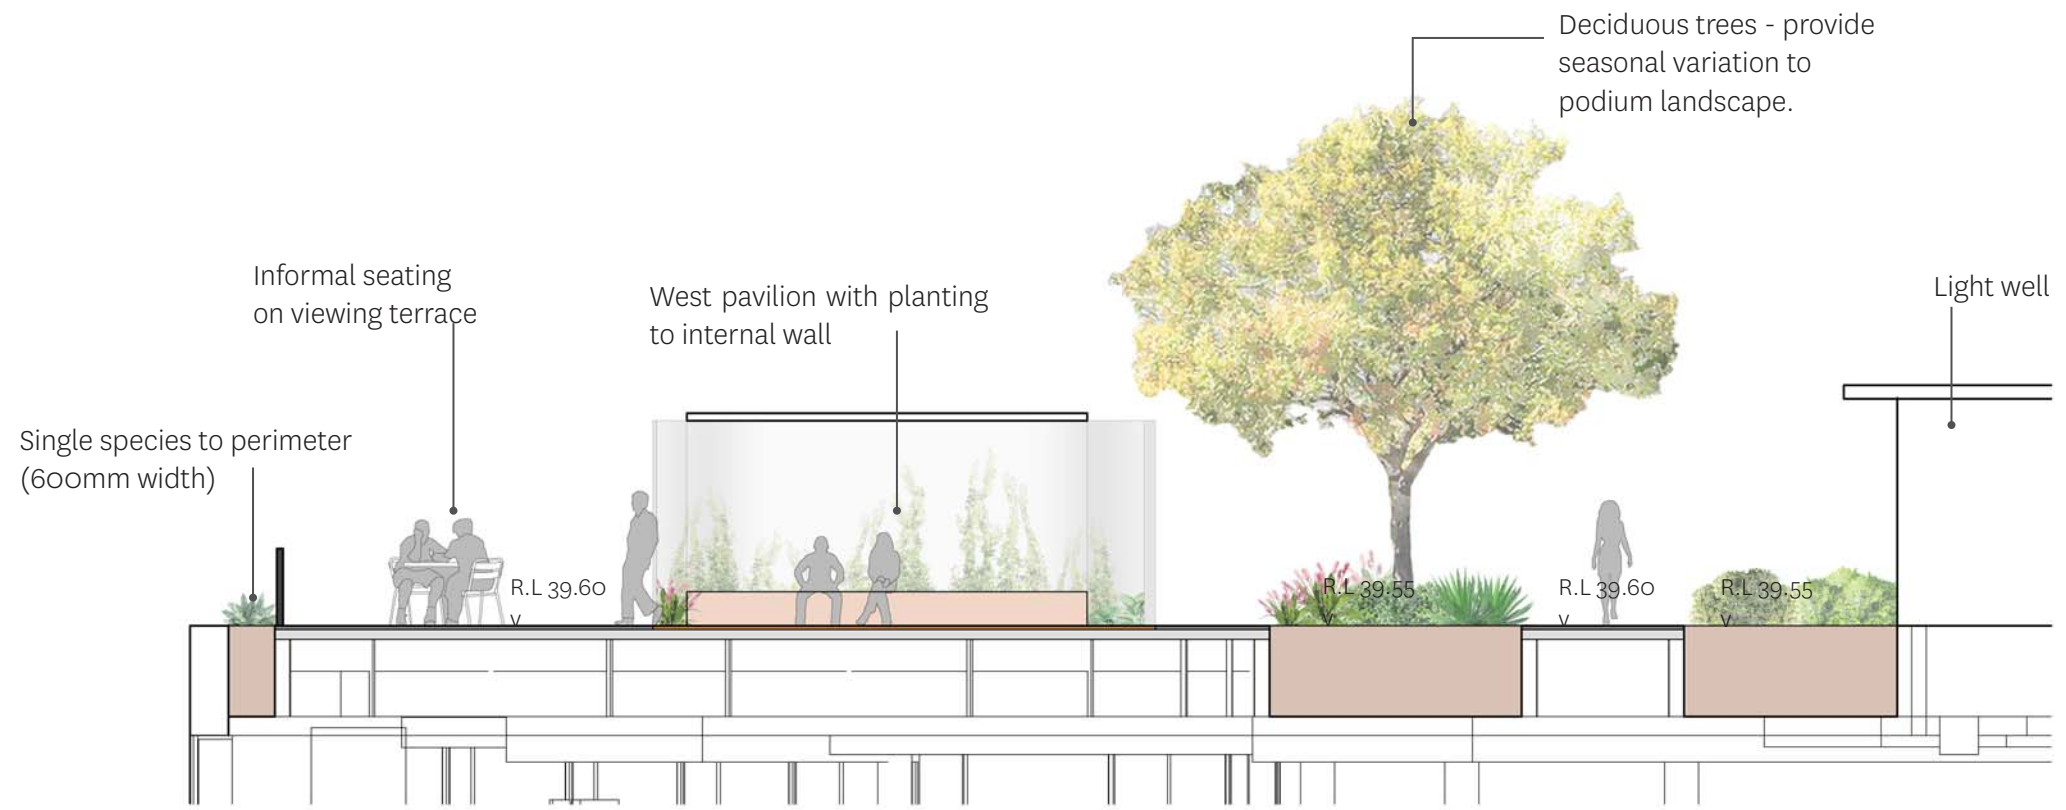 Deciduous trees - provide
seasonal variation to
podium landscape.
Informal seating
on viewing terrace
West pavilion with planting
to internal wall
Light well
Single species to perimeter
(600mm width)
R.L 39.60
v
R.L 39.55
v
R.L 39.60
v
R.L 39.55
v